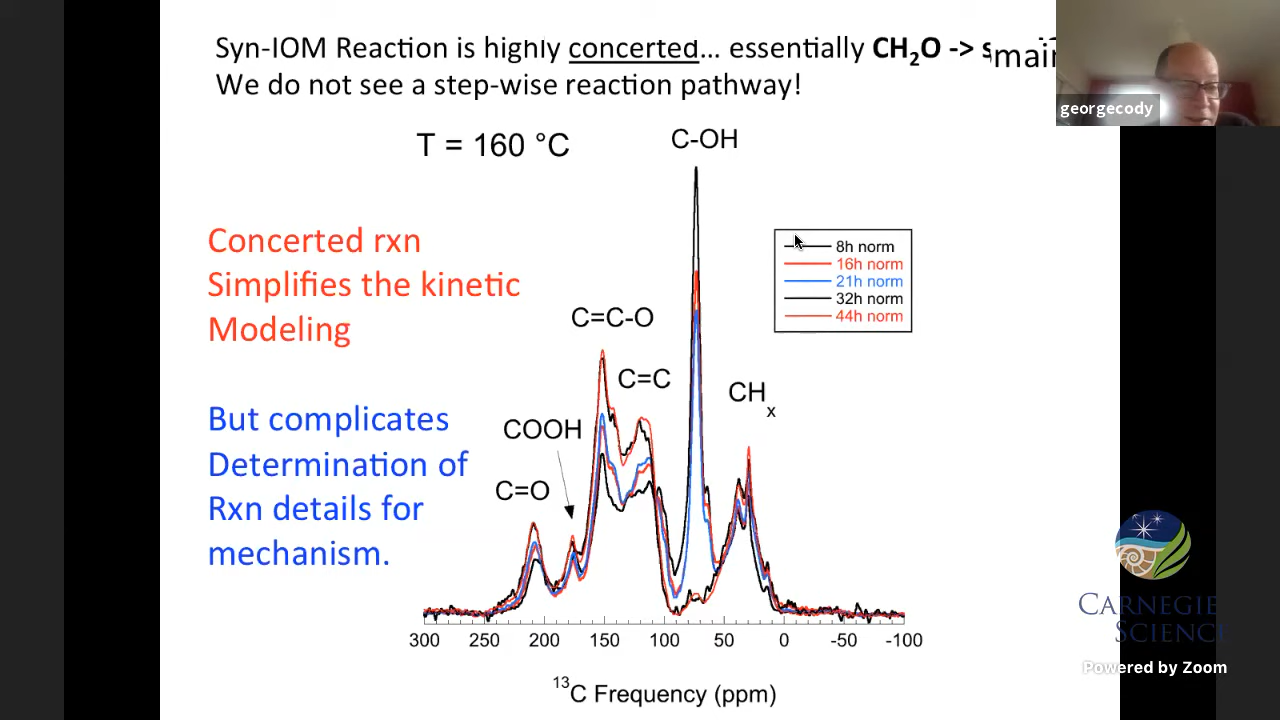 Syn-IOM Reaction is highly concerted... essentially CH₂O ->
We do not see a step-wise reaction pathway!
georgecody
T = 160 °C
C-OH
Concerted rxn
Simplifies the kinetic
Modeling
8h norm
16h norm
21h norm
32h norm
44h norm
C=C-O
C=C
CHₓ
But complicates
Determination of
Rxn details for
mechanism.
COOH
C=O
300 250 200 150 100 50 0 -50 -100
¹³C Frequency (ppm)
CARNEGIE
SCIENCE
Powered by Zoom